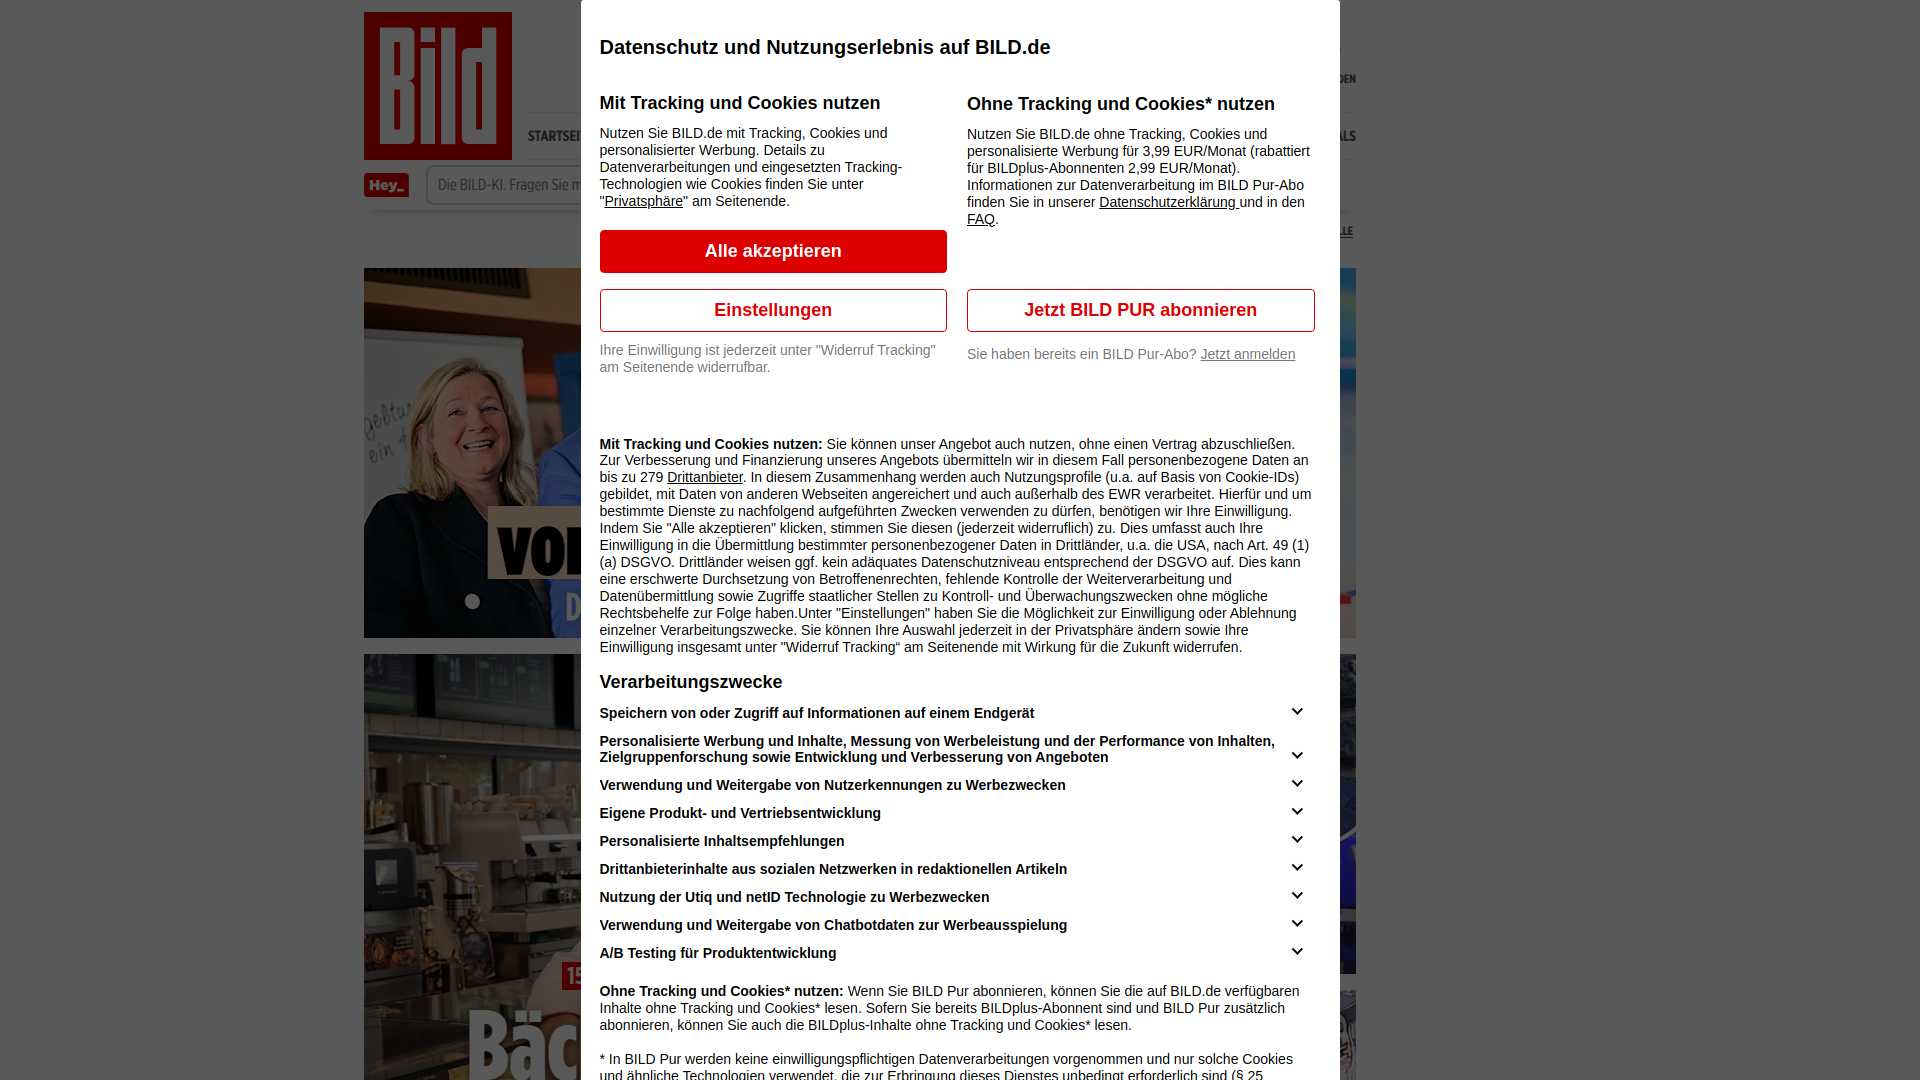 Bild
Datenschutz und Nutzungserlebnis auf BILD.de
Mit Tracking und Cookies nutzen
Nutzen Sie BILD.de mit Tracking, Cookies und
personalisierter Werbung. Details zu
Datenverarbeitungen und eingesetzten Tracking-
Technologien wie Cookies finden Sie unter
"Privatsphäre" am Seitenende.
Alle akzeptieren
Einstellungen
Ihre Einwilligung ist jederzeit unter "Widerruf Tracking"
am Seitenende widerrufbar.
Ohne Tracking und Cookies* nutzen
Nutzen Sie BILD.de ohne Tracking, Cookies und
personalisierte Werbung für 3,99 EUR/Monat (rabattiert
für BILDplus-Abonnenten 2,99 EUR/Monat).
Informationen zur Datenverarbeitung im BILD Pur-Abo
finden Sie in unserer Datenschutzerklärung und in den
FAQ.
Jetzt BILD PUR abonnieren
Sie haben bereits ein BILD Pur-Abo? Jetzt anmelden
Hey_
Die BILD-KI. Fragen Sie
Mit Tracking und Cookies nutzen: Sie können unser Angebot auch nutzen, ohne einen Vertrag abzuschließen.
Zur Verbesserung und Finanzierung unseres Angebots übermitteln wir in diesem Fall personenbezogene Daten an
bis zu 279 Drittanbieter. In diesem Zusammenhang werden auch Nutzungsprofile (u.a. auf Basis von Cookie-IDs)
gebildet, mit Daten von anderen Webseiten angereichert und auch außerhalb des EWR verarbeitet. Hierfür und um
bestimmte Dienste zu nachfolgend aufgeführten Zwecken verwenden zu dürfen, benötigen wir Ihre Einwilligung.
Indem Sie "Alle akzeptieren" klicken, stimmen Sie diesen (jederzeit widerruflich) zu. Dies umfasst auch Ihre
Einwilligung in die Übermittlung bestimmter personenbezogener Daten in Drittländer, u.a. die USA, nach Art. 49 (1)
(a) DSGVO. Drittländer weisen ggf. kein adäquates Datenschutzniveau entsprechend der DSGVO auf. Dies kann
eine erschwerte Durchsetzung von Betroffenenrechten, fehlende Kontrolle der Weiterverarbeitung und
Datenübermittlung sowie Zugriffe staatlicher Stellen zu Kontroll- und Überwachungszwecken ohne mögliche
Rechtsbehelfe zur Folge haben.Unter "Einstellungen" haben Sie die Möglichkeit zur Einwilligung oder Ablehnung
einzelner Verarbeitungszwecke. Sie können Ihre Auswahl jederzeit in der Privatsphäre ändern sowie Ihre
Einwilligung insgesamt unter "Widerruf Tracking“ am Seitenende mit Wirkung für die Zukunft widerrufen.
Verarbeitungszwecke
Speichern von oder Zugriff auf Informationen auf einem Endgerät
Personalisierte Werbung und Inhalte, Messung von Werbeleistung und der Performance von Inhalten,
Zielgruppenforschung sowie Entwicklung und Verbesserung von Angeboten
Verwendung und Weitergabe von Nutzerkennungen zu Werbezwecken
Eigene Produkt- und Vertriebsentwicklung
Personalisierte Inhaltsempfehlungen
Drittanbieterinhalte aus sozialen Netzwerken in redaktionellen Artikeln
Nutzung der Utiq und netID Technologie zu Werbezwecken
Verwendung und Weitergabe von Chatbotdaten zur Werbeausspielung
A/B Testing für Produktentwicklung
Ohne Tracking und Cookies* nutzen: Wenn Sie BILD Pur abonnieren, können Sie die auf BILD.de verfügbaren
Inhalte ohne Tracking und Cookies* lesen. Sofern Sie bereits BILDplus-Abonnent sind und BILD Pur zusätzlich
abonnieren, können Sie auch die BILDplus-Inhalte ohne Tracking und Cookies* lesen.
* In BILD Pur werden keine einwilligungspflichtigen Datenverarbeitungen vorgenommen und nur solche Cookies
und ähnliche Technologien verwendet, die zur Erbringung dieses Dienstes unbedingt erforderlich sind (§ 25